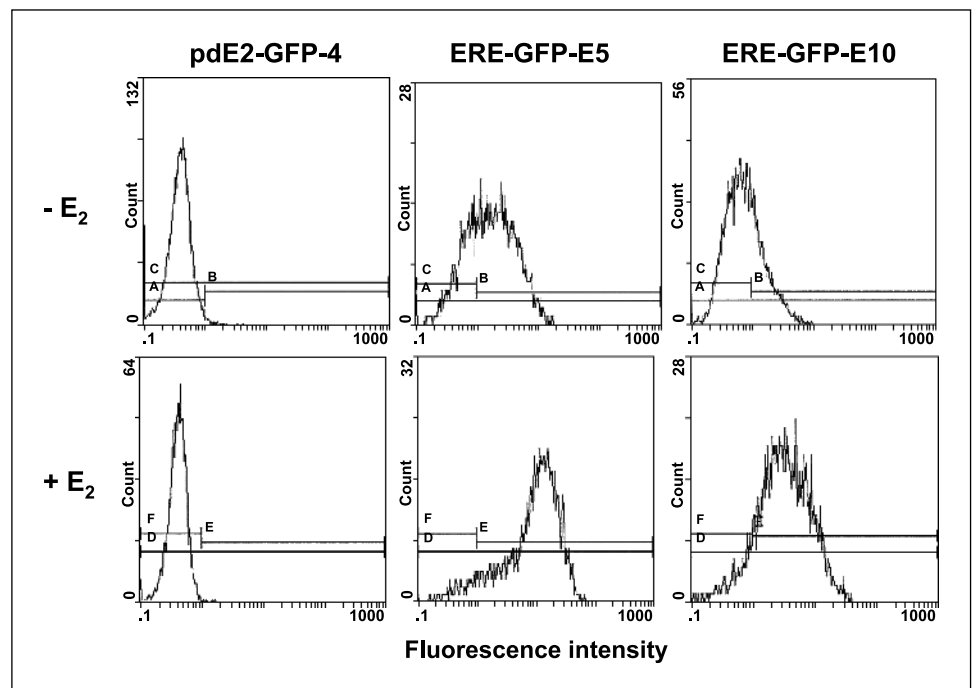 pdE2-GFP-4 ERE-GFP-E5 ERE-GFP-E10
- E2
132 Count 0 C A B .1 1000
28 Count 0 C A B .1 1000
56 Count 0 C A B .1 1000
+ E2
64 Count 0 F D E .1 1000
32 Count 0 F D E .1 1000
28 Count 0 F D .1 1000
Fluorescence intensity